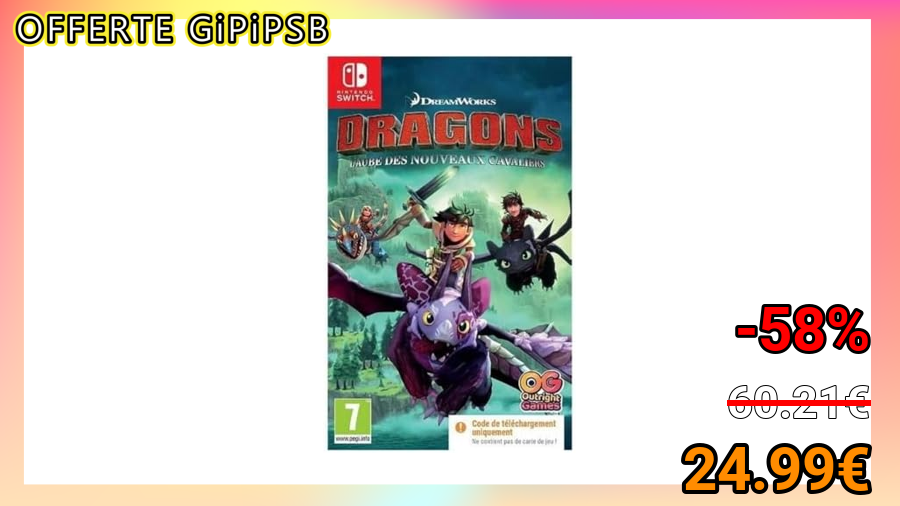 OFFERTE GiPiPSB
NINTENDO
SWITCH.
DREAMWORKS
DRAGONS
L'AUBE DES NOUVEAUX CAVALIERS
-58%
60.21€
24.99€
OG
Outright
Games
7
www.pegi.info
Code de téléchargement
uniquement
Ne contient pas de carte de jeu !